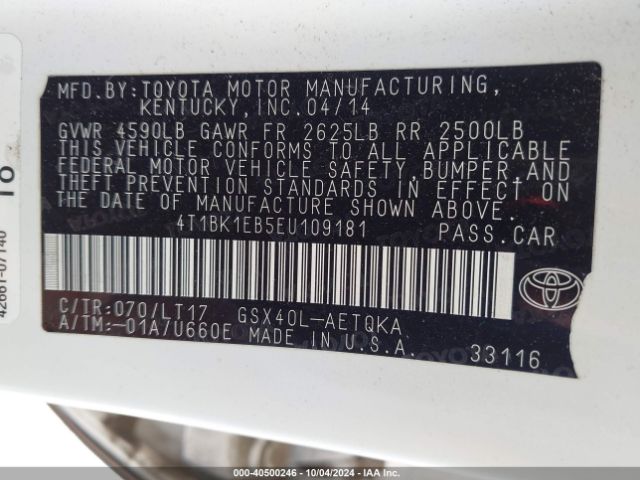 MFD.BY:TOYOTA MOTOR MANUFACTURING,
KENTUCKY,INC.04/14
GVWR 4590LB GAWR FR 2625LB RR 2500LB
THIS VEHICLE CONFORMS TO ALL APPLICABLE
FEDERAL MOTOR VEHICLE SAFETY,BUMPER,AND
THEFT PREVENTION STANDARDS IN EFFECT ON
THE DATE OF MANUFACTURE SHOWN ABOVE.
4T1BK1EB5EU109181 PASS.CAR
C/TR:070/LT17 GSX40L-AETQKA
A/TM:-01A/U660E MADE IN U.S.A.
33116
TOYOTA
42661-07140
000-40500246 - 10/04/2024 - IAA Inc.